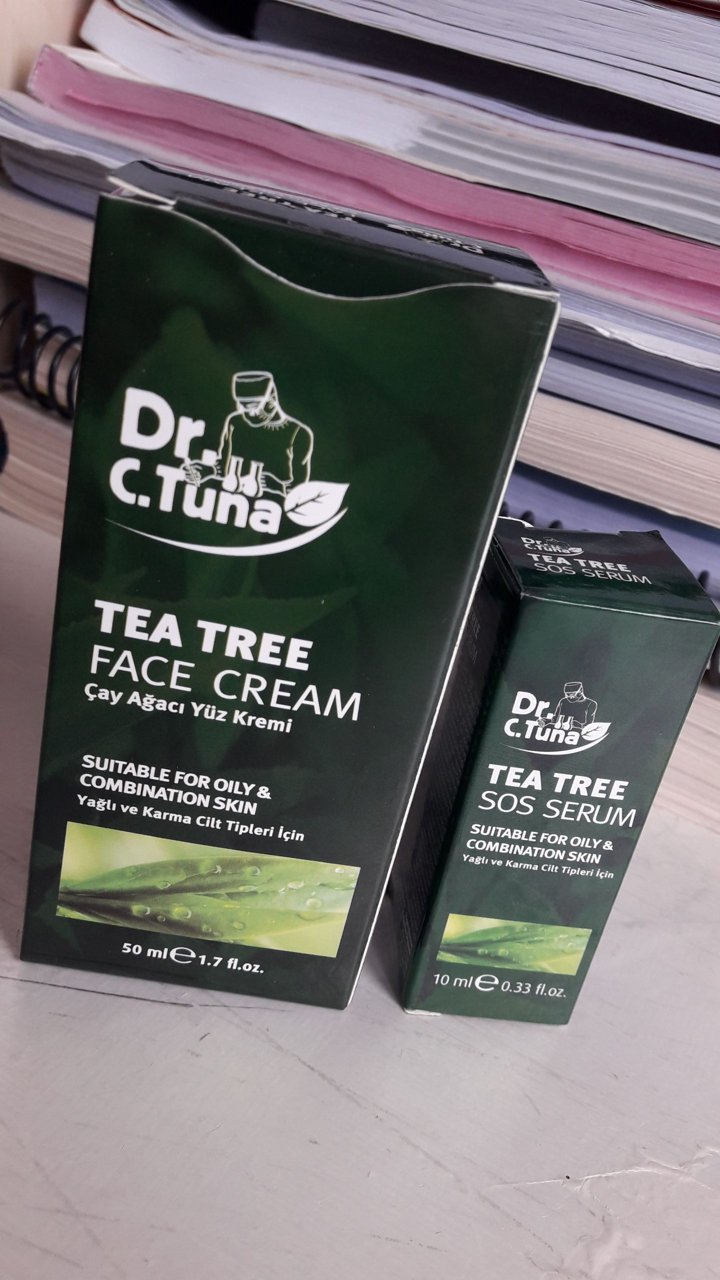 TEA TREE
Dr.
C.Tuna
TEA TREE
FACE CREAM
Çay Ağacı Yüz Kremi
SUITABLE FOR OILY &
COMBINATION SKIN
Yağlı ve Karma Cilt Tipleri İçin
50 ml e 1.7 fl.oz.
Dr.
C.Tuna
TEA TREE
SOS SERUM
Dr.
C.Tuna
TEA TREE
SOS SERUM
SUITABLE FOR OILY &
COMBINATION SKIN
Yağlı ve Karma Cilt Tipleri İçin
10 ml e 0.33 fl.oz.